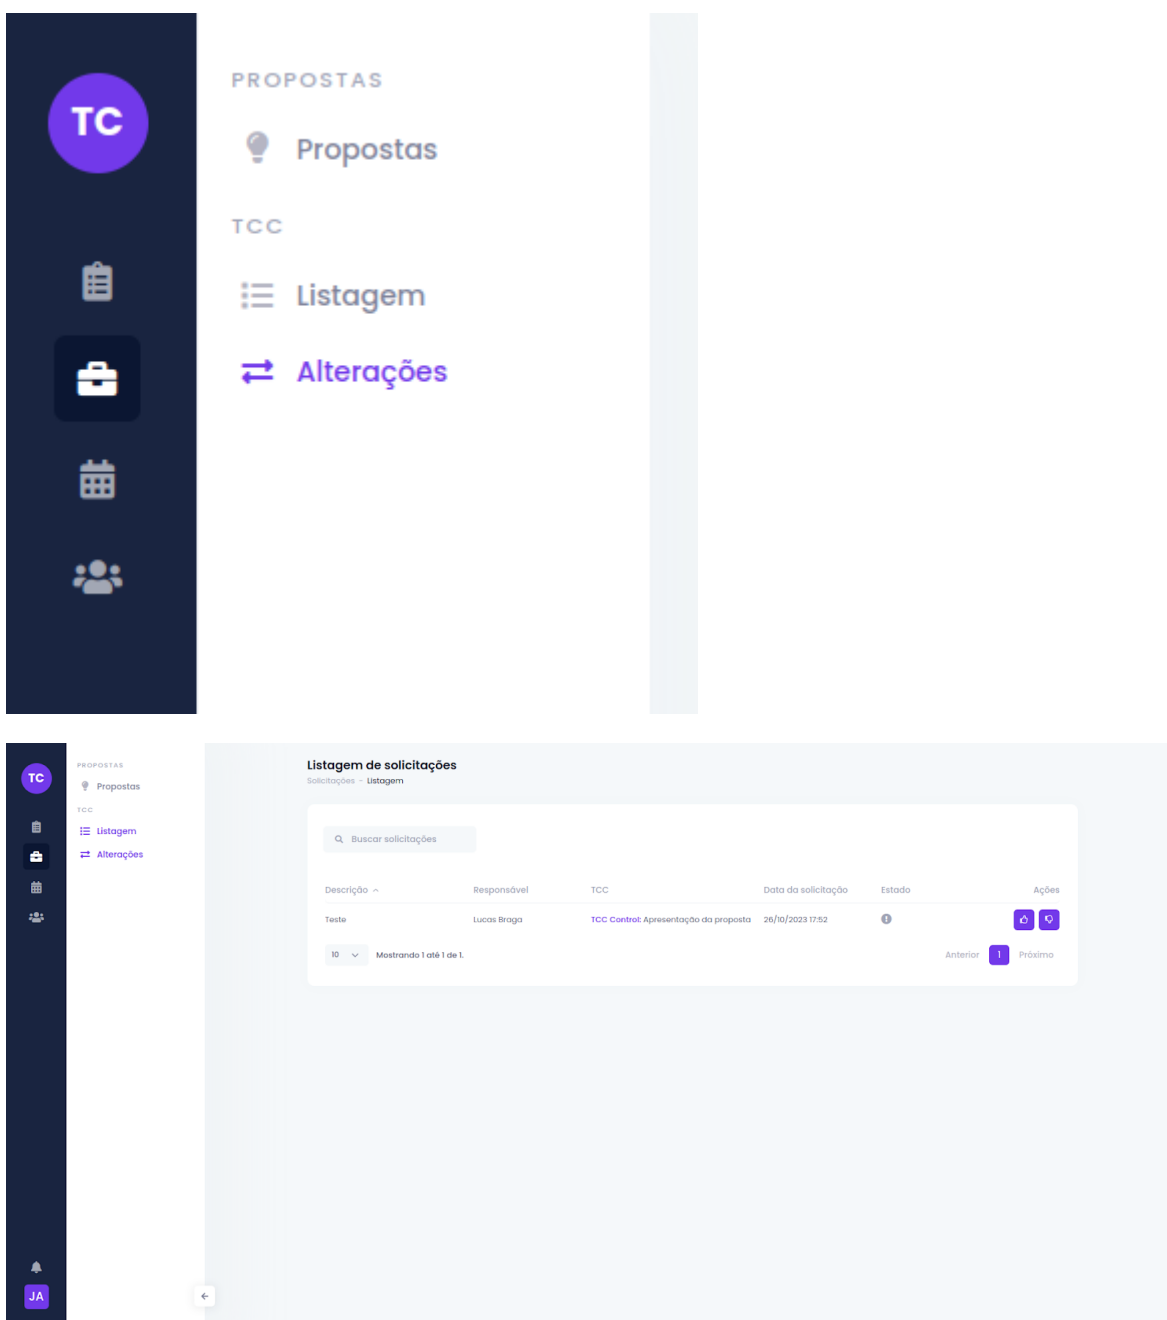 TC
PROPOSTAS
Propostas
TCC
Listagem
Alterações
TC
PROPOSTAS
Propostas
TCC
Listagem
Alterações
JA
Listagem de solicitações
Solicitações - Listagem
Buscar solicitações
Descrição Responsável TCC Data da solicitação Estado Ações
Teste Lucas Braga TCC Control: Apresentação da proposta 26/10/2023 17:52
10 Mostrando 1 até 1 de 1. Anterior 1 Próximo